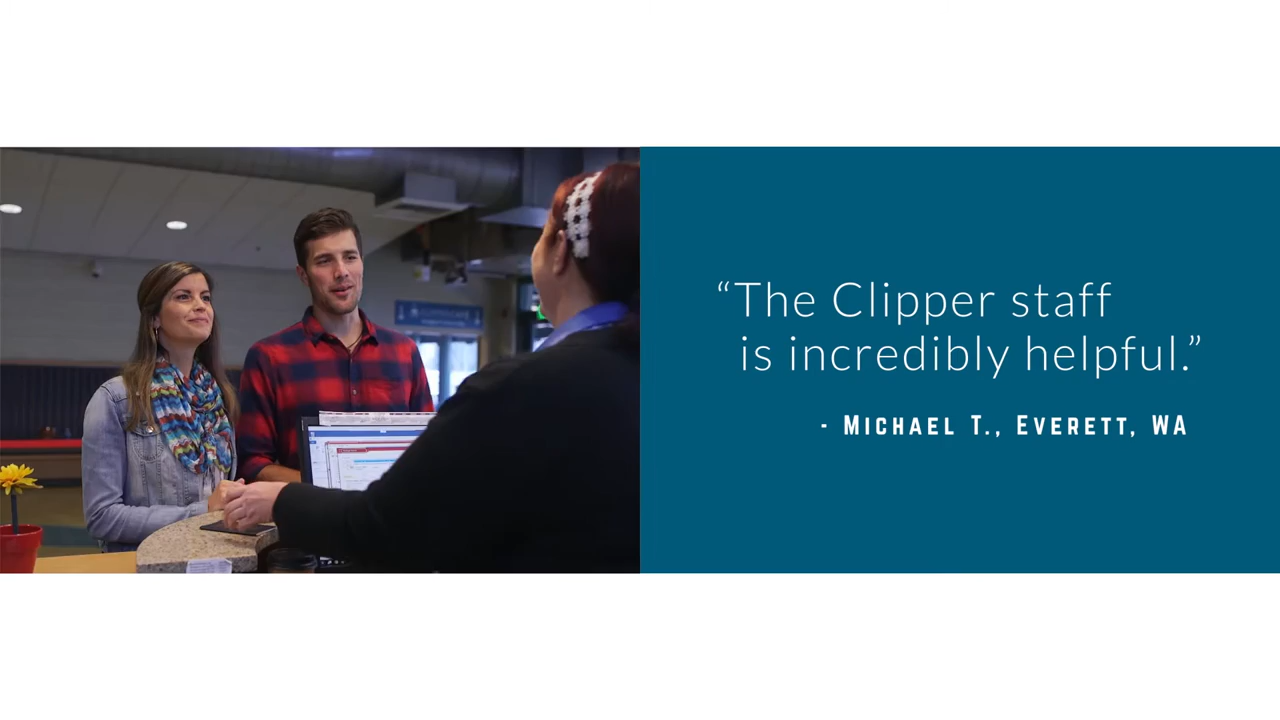 “The Clipper staff
is incredibly helpful.”
- Michael T., Everett, WA